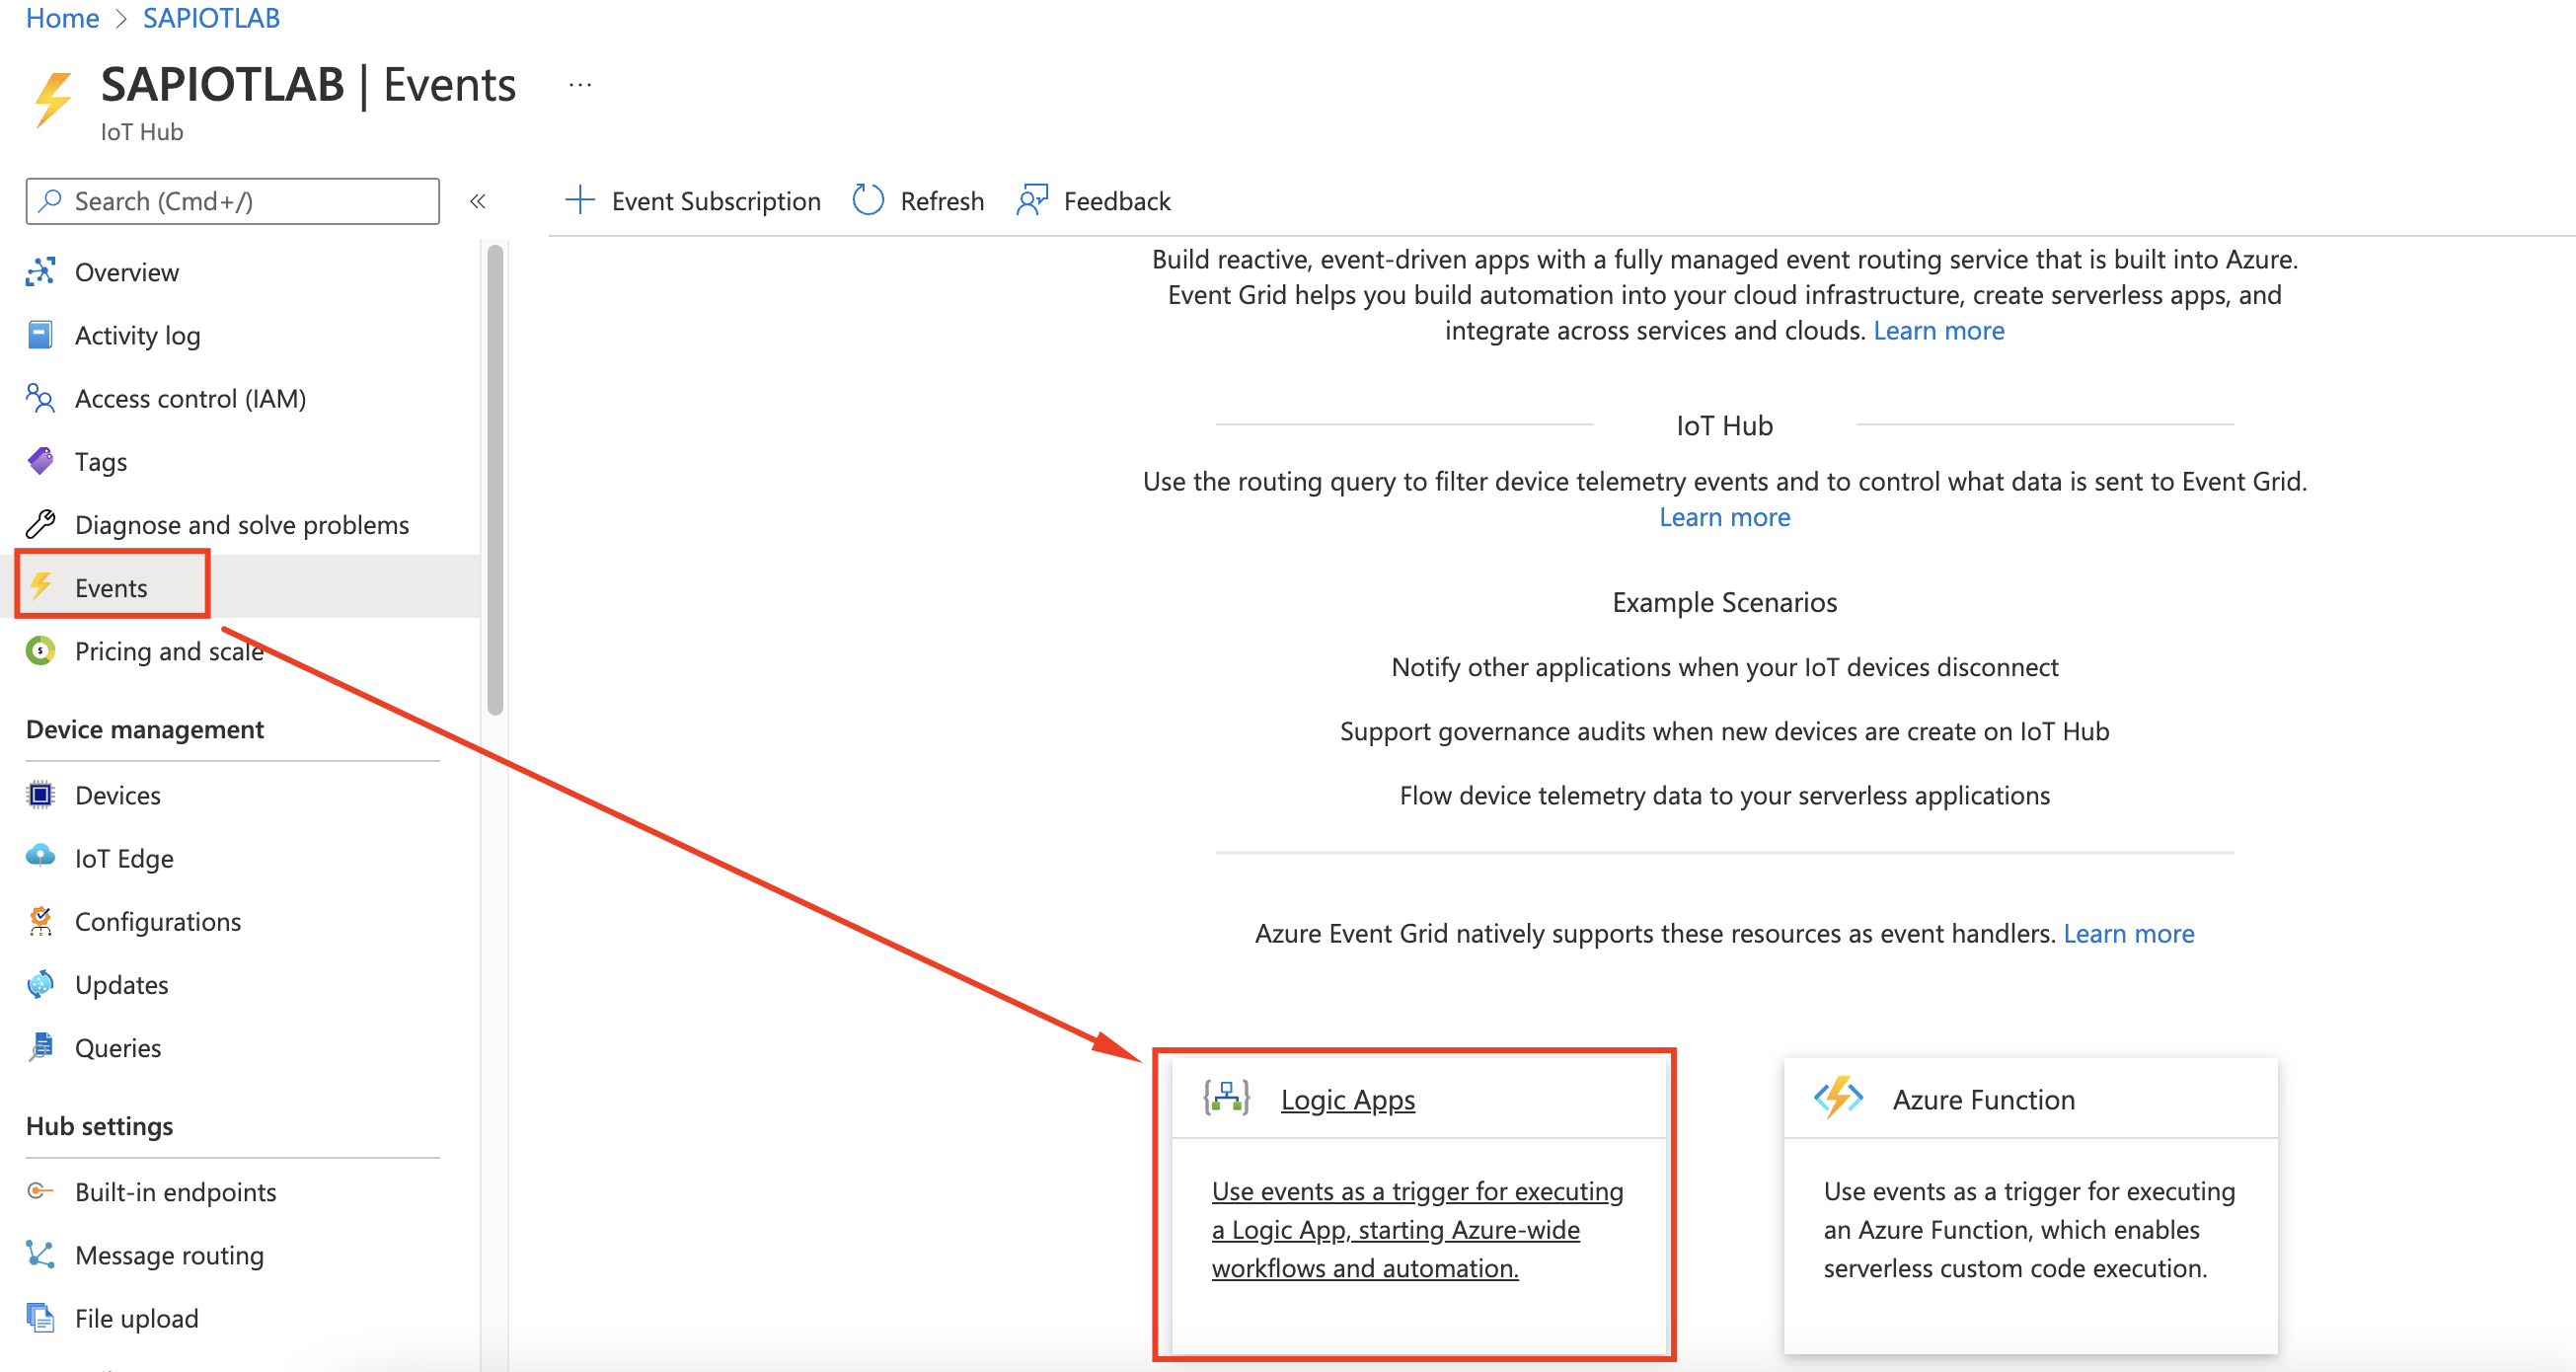 Home > SAPIOTLAB
SAPIOTLAB | Events ...
IoT Hub
Search (Cmd+/)
«
Overview
Activity log
Access control (IAM)
Tags
Diagnose and solve problems
Events
Pricing and scale
Device management
Devices
IoT Edge
Configurations
Updates
Queries
Hub settings
Built-in endpoints
Message routing
File upload
+ Event Subscription Refresh Feedback
Build reactive, event-driven apps with a fully managed event routing service that is built into Azure.
Event Grid helps you build automation into your cloud infrastructure, create serverless apps, and
integrate across services and clouds. Learn more
IoT Hub
Use the routing query to filter device telemetry events and to control what data is sent to Event Grid.
Learn more
Example Scenarios
Notify other applications when your IoT devices disconnect
Support governance audits when new devices are create on IoT Hub
Flow device telemetry data to your serverless applications
Azure Event Grid natively supports these resources as event handlers. Learn more
Logic Apps
Use events as a trigger for executing
a Logic App, starting Azure-wide
workflows and automation.
Azure Function
Use events as a trigger for executing
an Azure Function, which enables
serverless custom code execution.